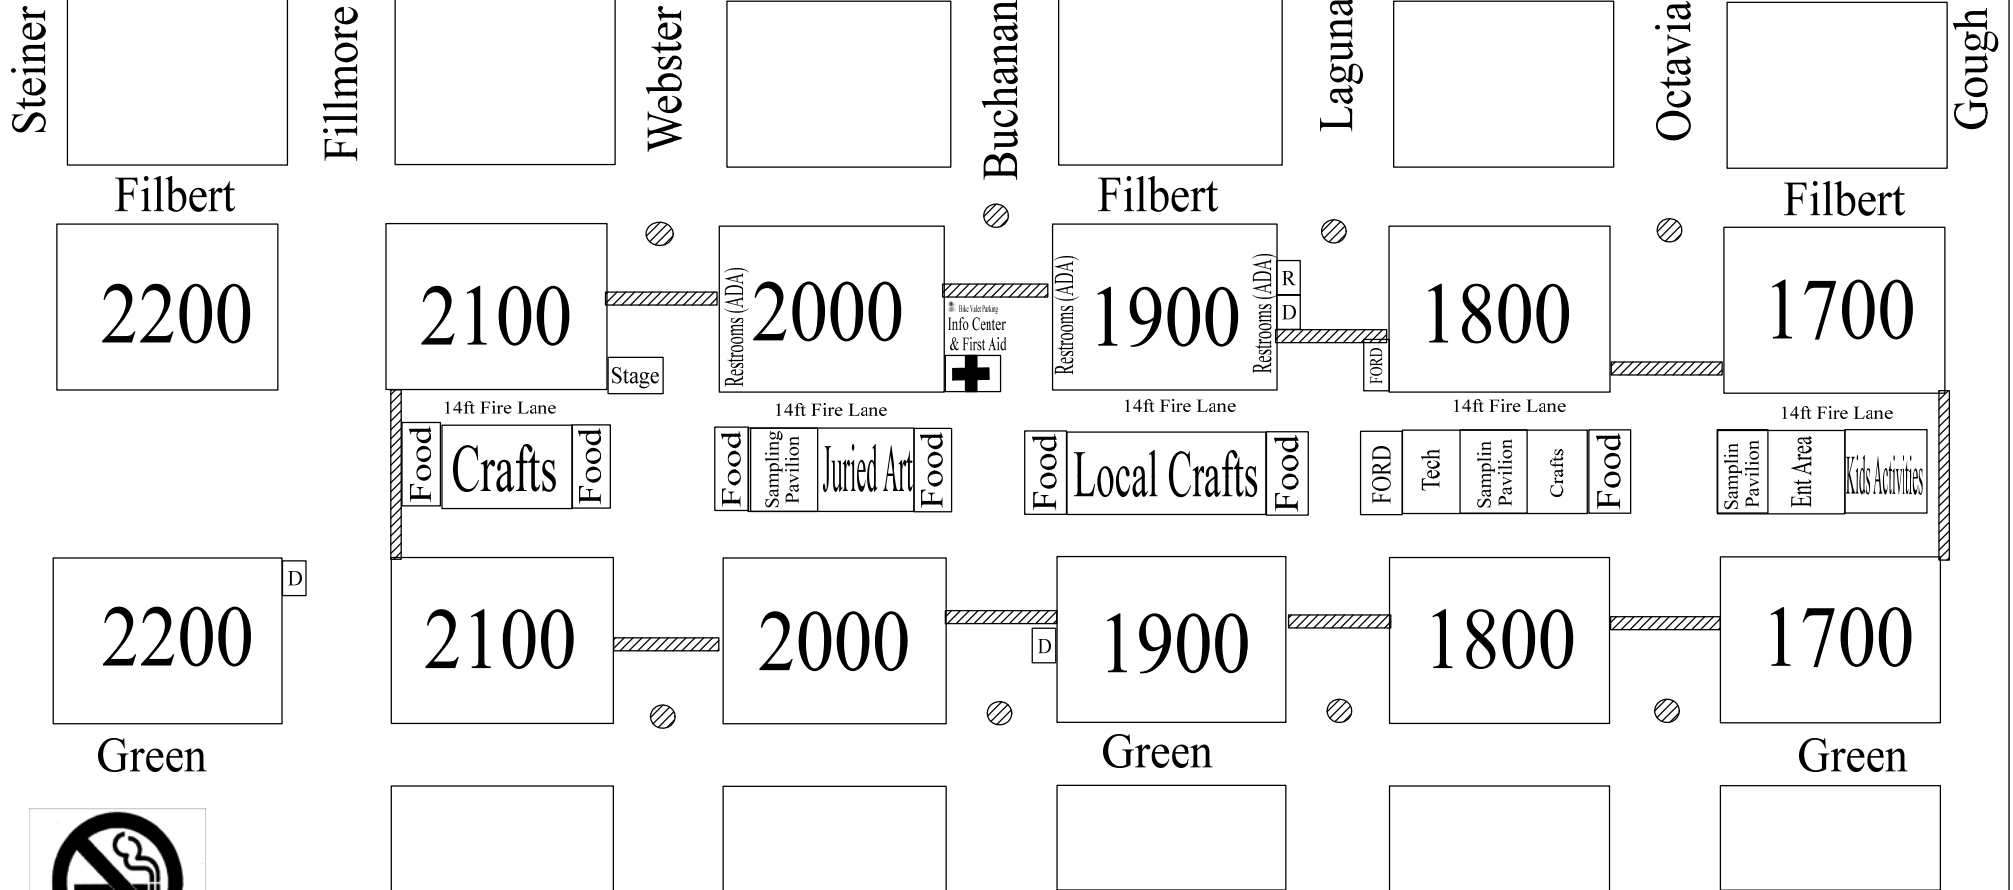 Steiner
Fillmore
Webster
Buchanan
Laguna
Octavia
Gough
Filbert
Filbert
Filbert
2200
2100
Restrooms (ADA)
2000
Bike Valet Parking
Info Center
& First Aid
Restrooms (ADA)
1900
Restrooms (ADA)
R
D
FORD
1800
1700
Stage
14ft Fire Lane
14ft Fire Lane
14ft Fire Lane
14ft Fire Lane
14ft Fire Lane
Food
Crafts
Food
Food
Sampling
Pavilion
Juried Art
Food
Food
Local Crafts
Food
FORD
Tech
Samplin
Pavilion
Crafts
Food
Samplin
Pavilion
Ent Area
Kids Activities
2200
D
2100
2000
D
1900
1800
1700
Green
Green
Green